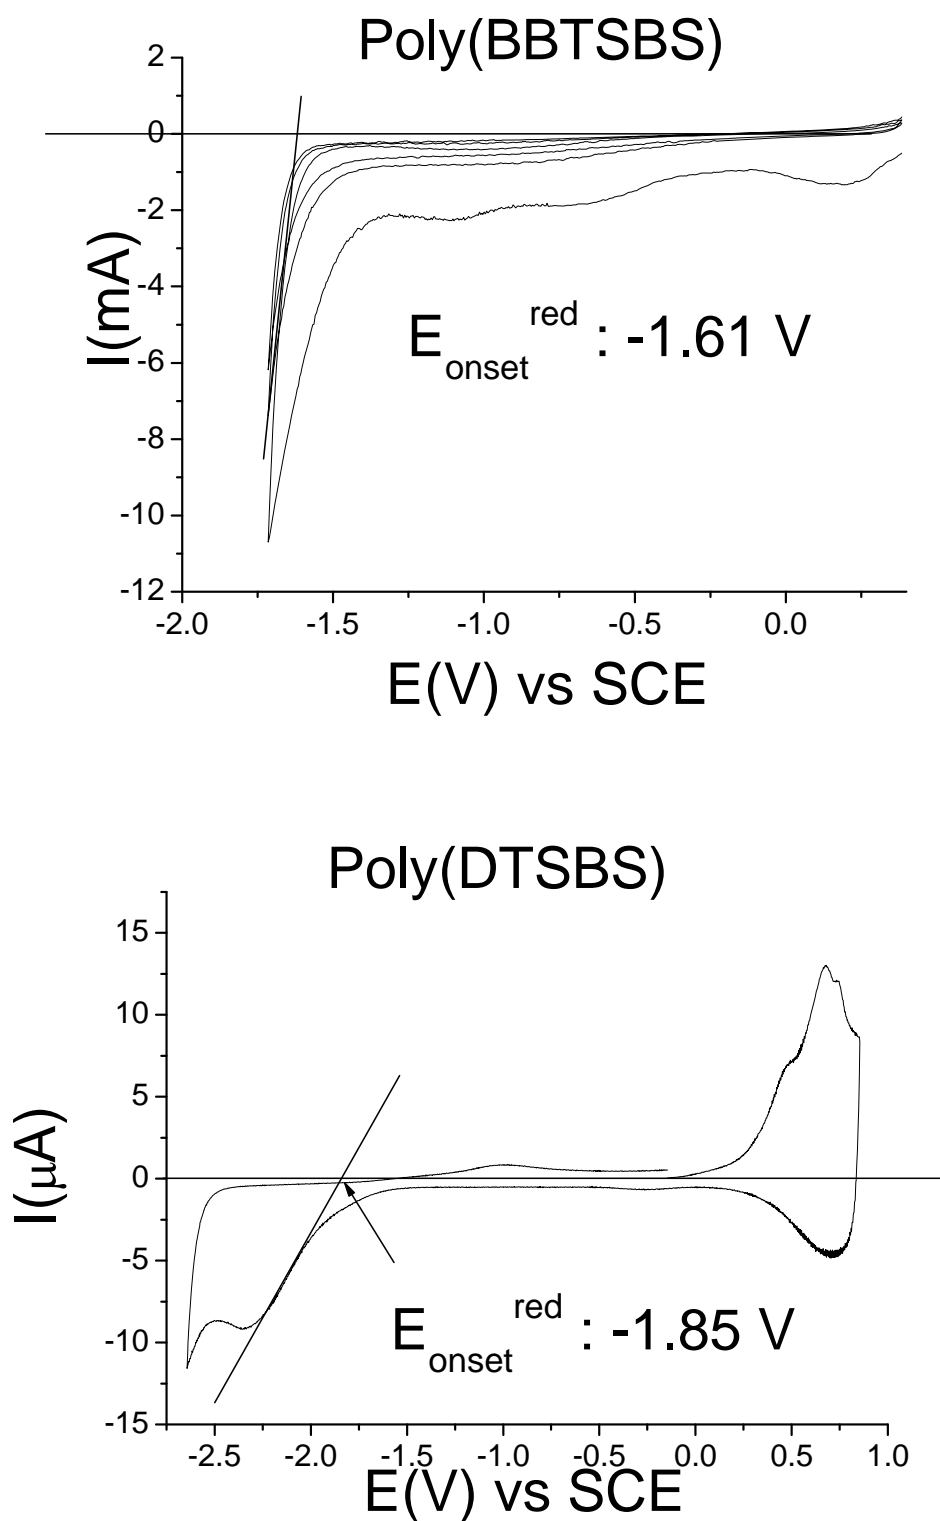 Poly(BBTSBS)
2
0
-2
-4
-6
-8
-10
-12
I(mA)
E onset red : -1.61 V
-2.0 -1.5 -1.0 -0.5 0.0
E(V) vs SCE
Poly(DTSBS)
15
10
5
0
-5
-10
-15
I(μA)
E onset red : -1.85 V
-2.5 -2.0 -1.5 -1.0 -0.5 0.0 0.5 1.0
E(V) vs SCE